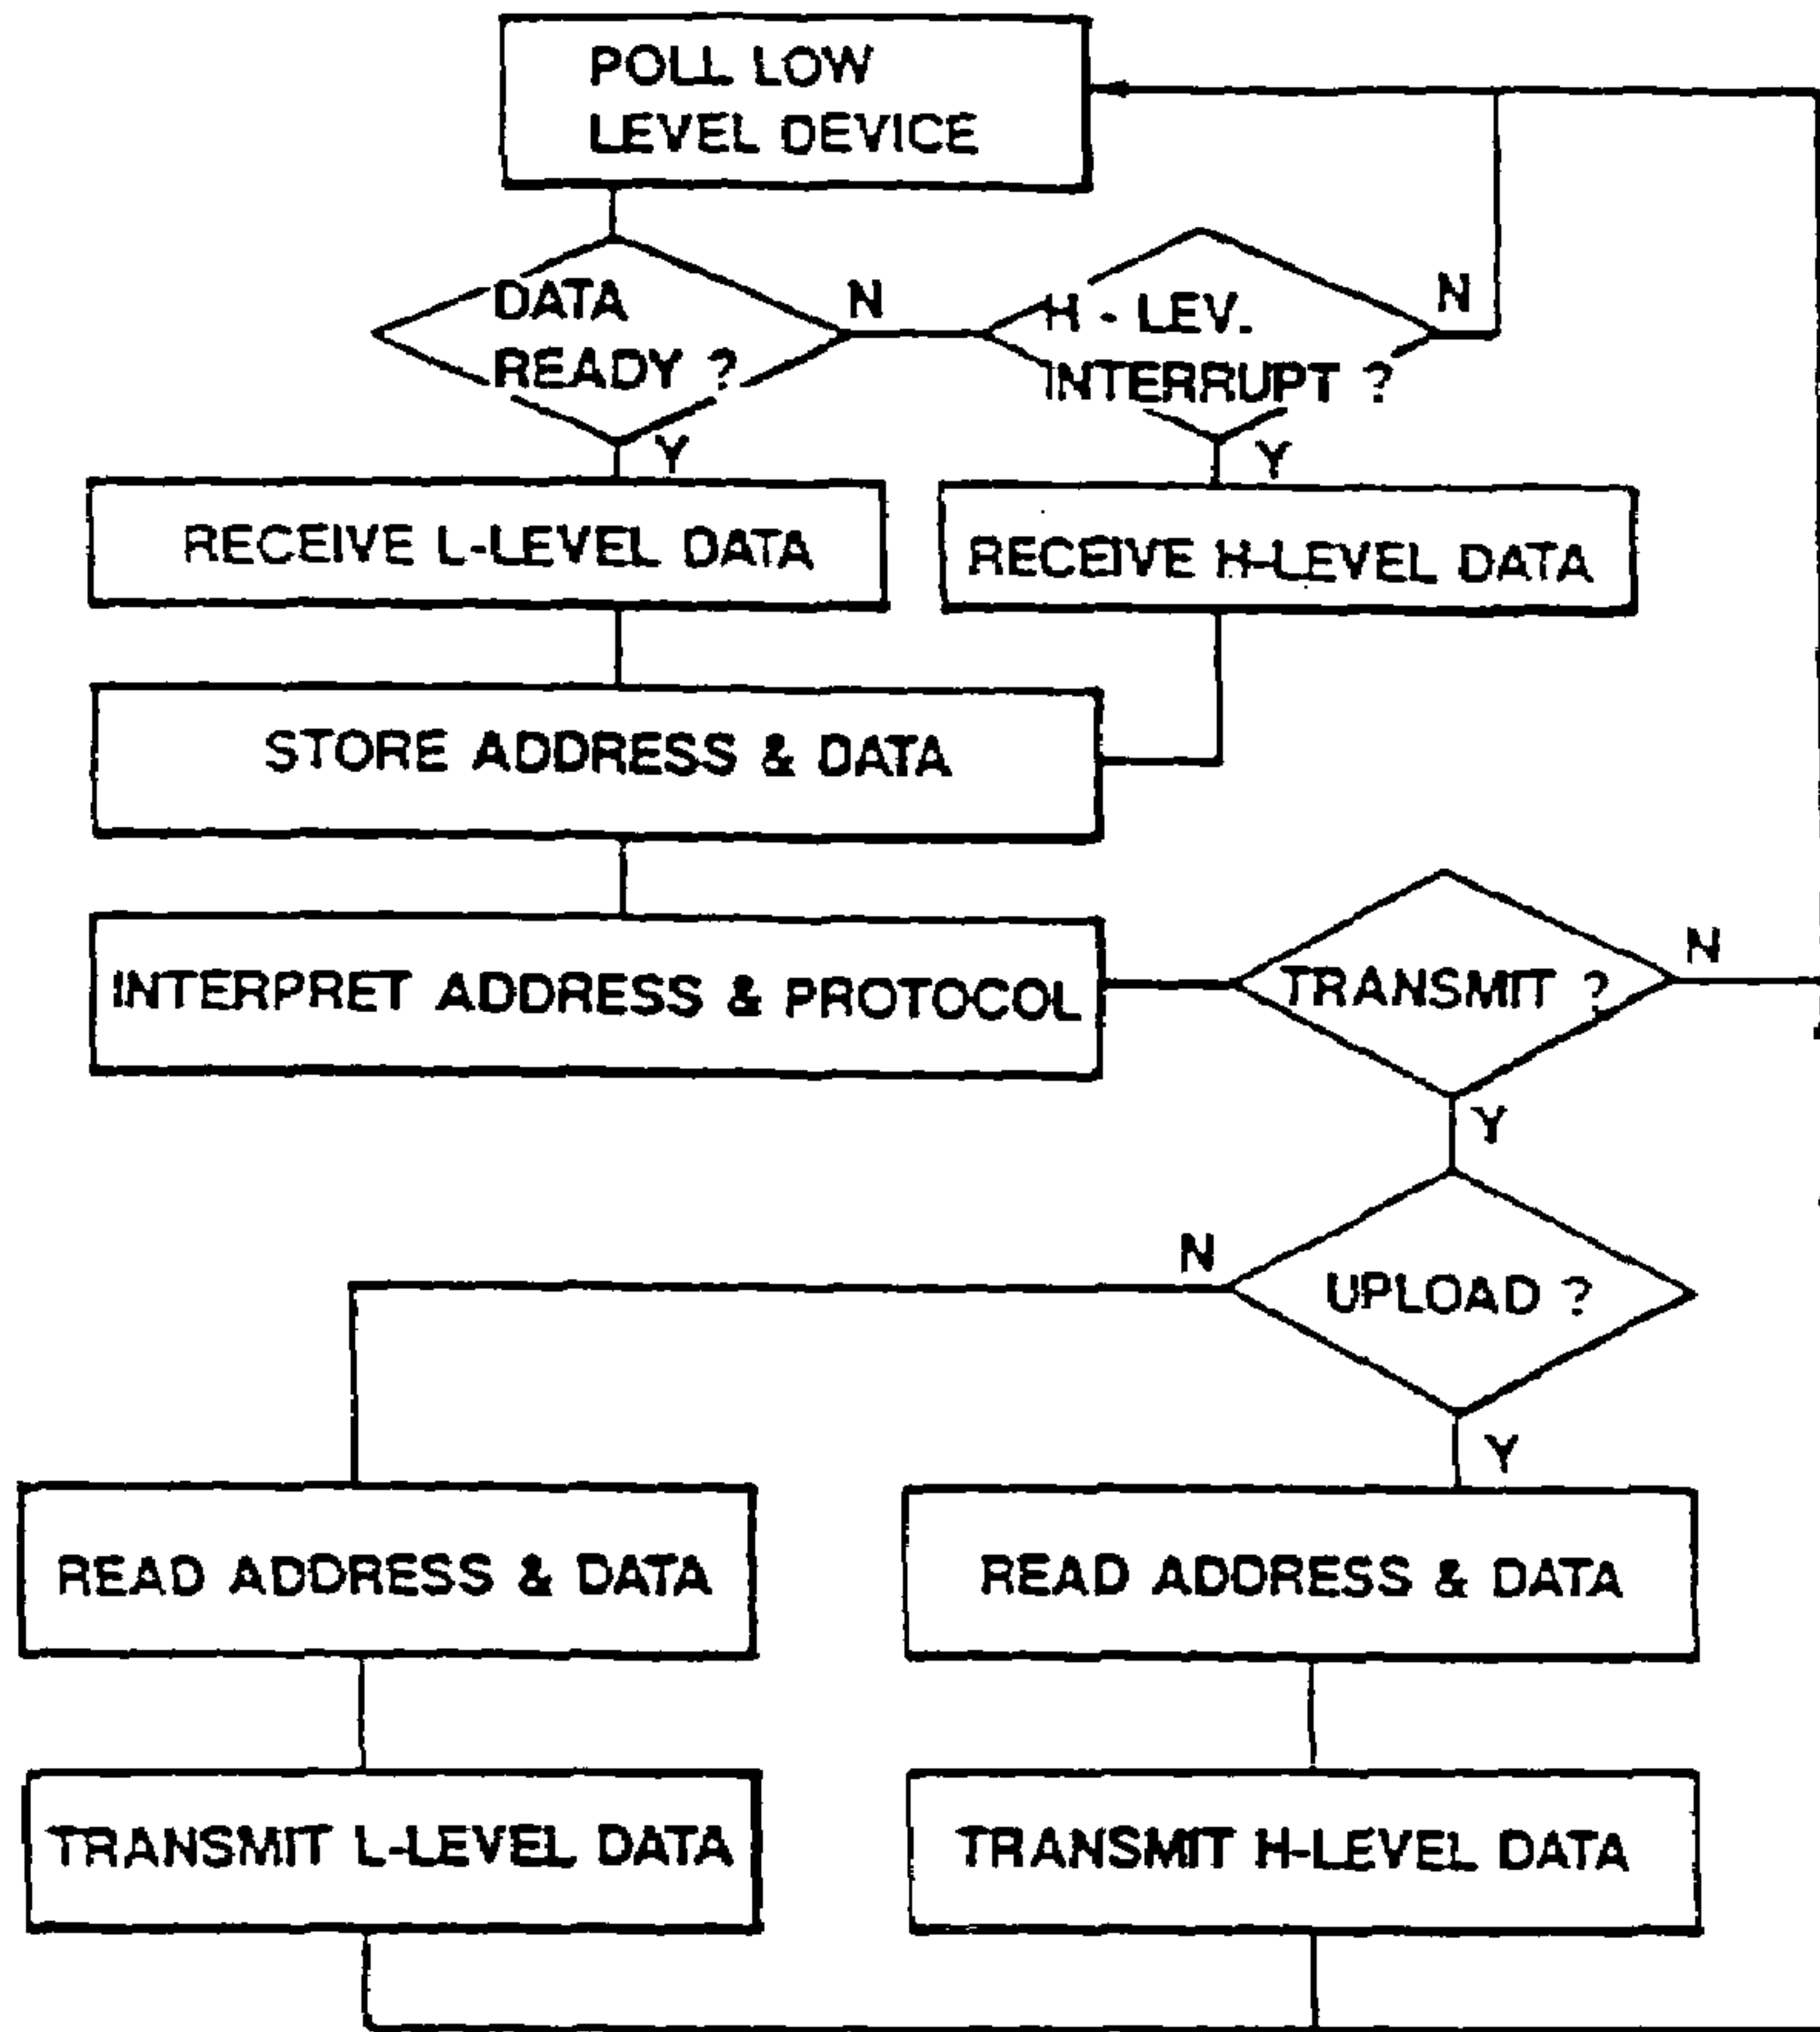 POLL LOW
LEVEL DEVICE
DATA
READY ?
N
H - LEV.
INTERRUPT ?
N
Y
Y
RECEIVE L-LEVEL DATA
RECEIVE H-LEVEL DATA
STORE ADDRESS & DATA
INTERPRET ADDRESS & PROTOCOL
TRANSMIT ?
N
Y
UPLOAD ?
N
Y
READ ADDRESS & DATA
READ ADDRESS & DATA
TRANSMIT L-LEVEL DATA
TRANSMIT H-LEVEL DATA